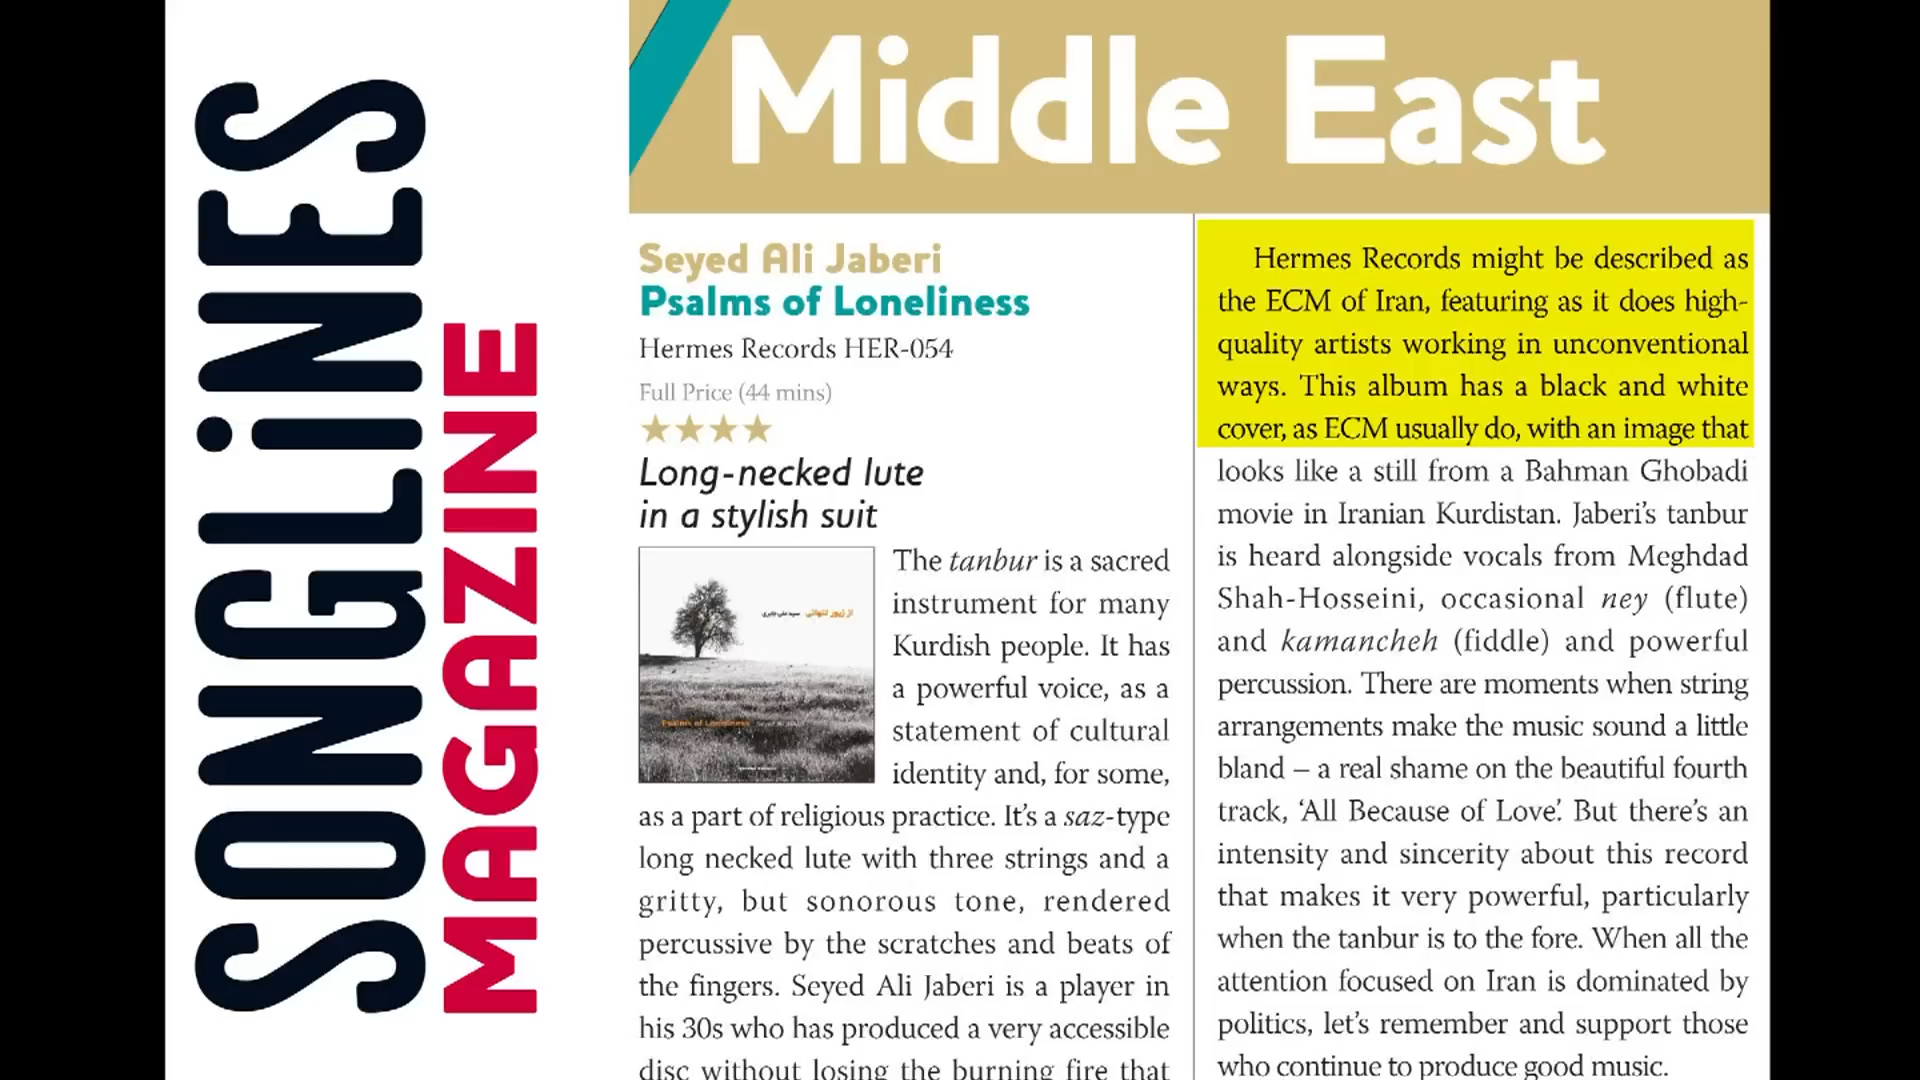 SONGLiNES
MAGAZINE
Middle East
Seyed Ali Jaberi
Psalms of Loneliness
Hermes Records HER-054
Full Price (44 mins)
Long-necked lute
in a stylish suit
از زبور تنهائی سید علی جابری
Psalms of Loneliness
The tanbur is a sacred
instrument for many
Kurdish people. It has
a powerful voice, as a
statement of cultural
identity and, for some,
as a part of religious practice. It's a saz-type
long necked lute with three strings and a
gritty, but sonorous tone, rendered
percussive by the scratches and beats of
the fingers. Seyed Ali Jaberi is a player in
his 30s who has produced a very accessible
disc without losing the burning fire that
Hermes Records might be described as
the ECM of Iran, featuring as it does high-
quality artists working in unconventional
ways. This album has a black and white
cover, as ECM usually do, with an image that
looks like a still from a Bahman Ghobadi
movie in Iranian Kurdistan. Jaberi's tanbur
is heard alongside vocals from Meghdad
Shah-Hosseini, occasional ney (flute)
and kamancheh (fiddle) and powerful
percussion. There are moments when string
arrangements make the music sound a little
bland – a real shame on the beautiful fourth
track, ‘All Because of Love’. But there's an
intensity and sincerity about this record
that makes it very powerful, particularly
when the tanbur is to the fore. When all the
attention focused on Iran is dominated by
politics, let's remember and support those
who continue to produce good music.